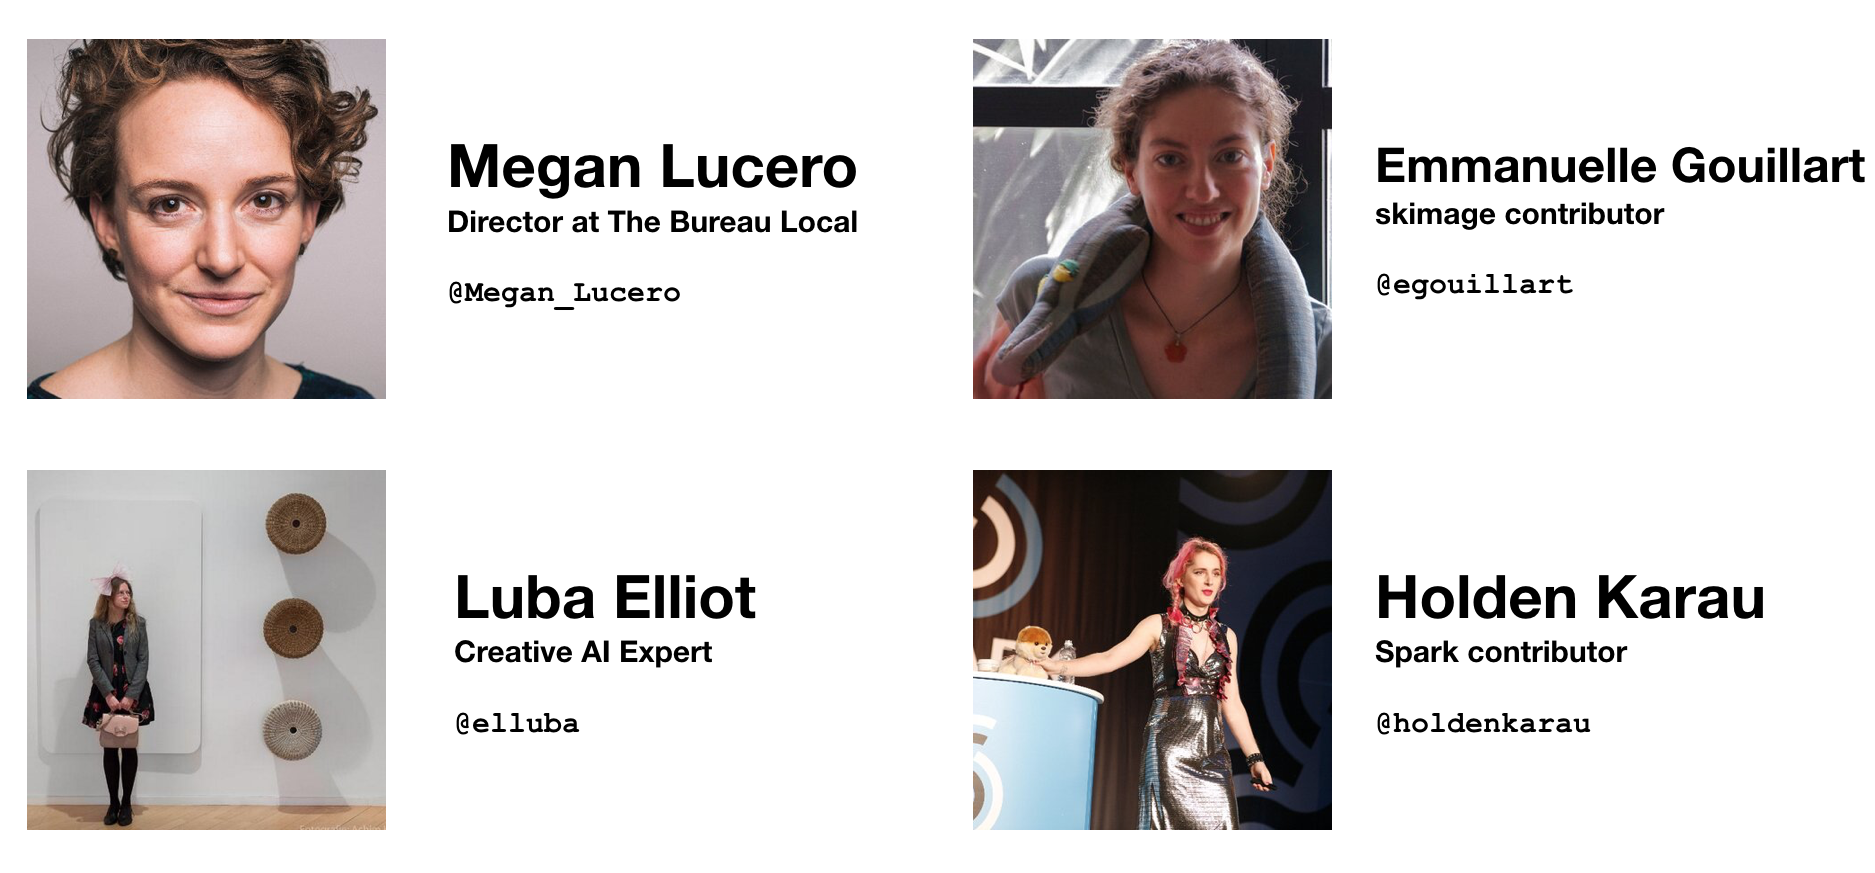 Megan Lucero
Director at The Bureau Local
@Megan_Lucero
Emmanuelle Gouillart
skimage contributor
@egouillart
Luba Elliot
Creative AI Expert
@elluba
Holden Karau
Spark contributor
@holdenkarau